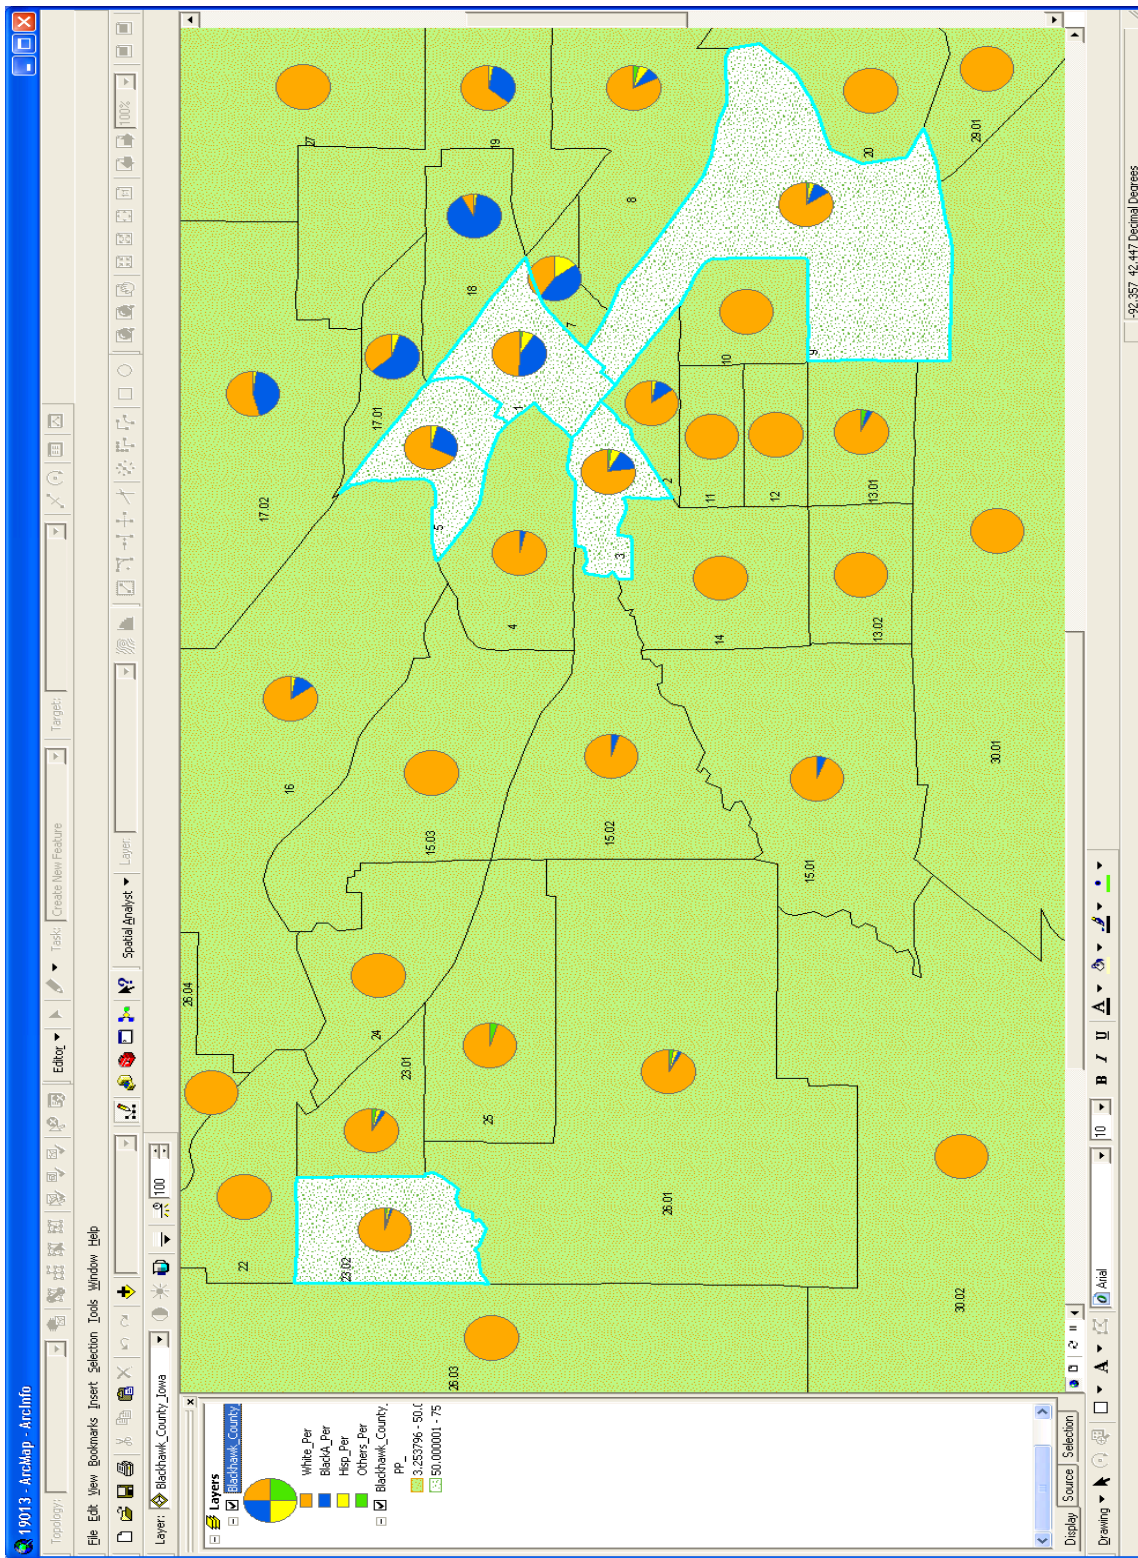 19013 - ArcMap - ArcInfo
Topology:
Editor
Task: Create New Feature
Target:
File Edit View Bookmarks Insert Selection Tools Window Help
Spatial Analyst
Layer:
100%
Layer: Blackhawk_County_Iowa
100
Layers
Blackhawk_County
White_Per
BlackA_Per
Hisp_Per
Others_Per
Blackhawk_County.
PP_
3.253796 - 50.0
50.000001 - 75
Display Source Selection
26.04
17.02
27
22
16
17.01
19
23.02
24
23.01
5
18
26.03
25
15.03
4
1
7
26.01
15.02
3
2
8
14
11
10
12
9
15.01
13.02
13.01
20
30.02
30.01
29.01
Drawing
A
Arial
10
B I U
A
-92.357 42.447 Decimal Degrees